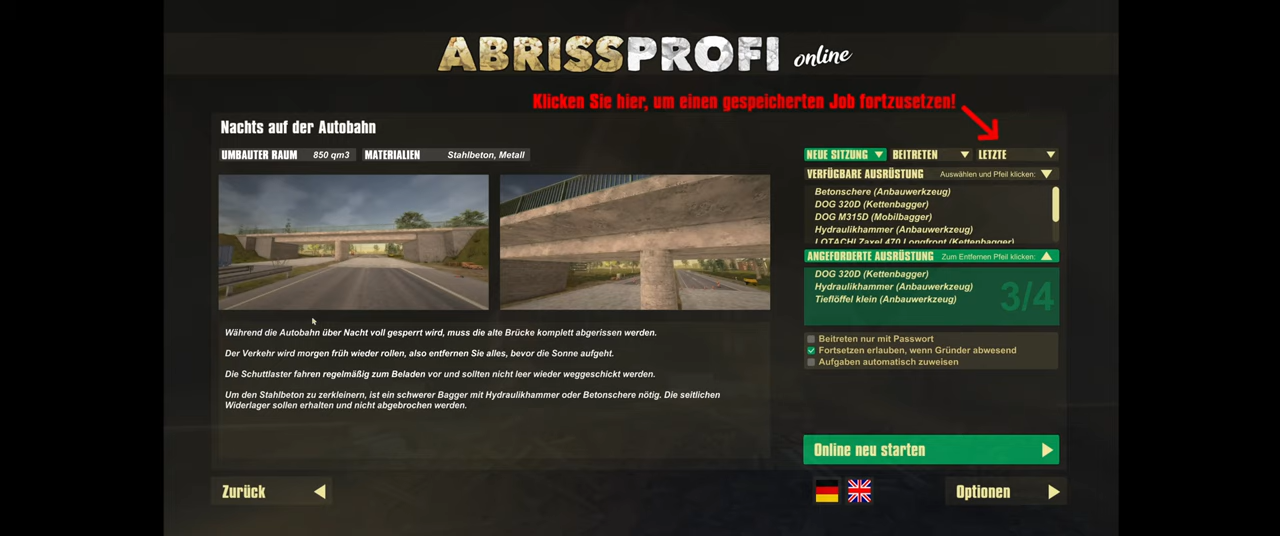 ABRISSPROFI online
Klicken Sie hier, um einen gespeicherten Job fortzusetzen!
Nachts auf der Autobahn
UMBAUTER RAUM 850 qm3 MATERIALIEN Stahlbeton, Metall
NEUE SITZUNG BEITRETEN LETZTE
VERFÜGBARE AUSRÜSTUNG Auswählen und Pfeil klicken:
Betonschere (Anbauwerkzeug)
DOG 320D (Kettenbagger)
DOG M315D (Mobilbagger)
Hydraulikhammer (Anbauwerkzeug)
LOTACHI Zaxel 470 Longfront (Kettenbagger)
ANGEFORDERTE AUSRÜSTUNG Zum Entfernen Pfeil klicken:
DOG 320D (Kettenbagger)
Hydraulikhammer (Anbauwerkzeug)
Tieflöffel klein (Anbauwerkzeug)
3/4
Während die Autobahn über Nacht voll gesperrt wird, muss die alte Brücke komplett abgerissen werden.
Der Verkehr wird morgen früh wieder rollen, also entfernen Sie alles, bevor die Sonne aufgeht.
Die Schuttlaster fahren regelmäßig zum Beladen vor und sollten nicht leer wieder weggeschickt werden.
Um den Stahlbeton zu zerkleinern, ist ein schwerer Bagger mit Hydraulikhammer oder Betonschere nötig. Die seitlichen
Widerlager sollen erhalten und nicht abgebrochen werden.
Beitreten nur mit Passwort
Fortsetzen erlauben, wenn Gründer abwesend
Aufgaben automatisch zuweisen
Online neu starten
Zurück
Optionen